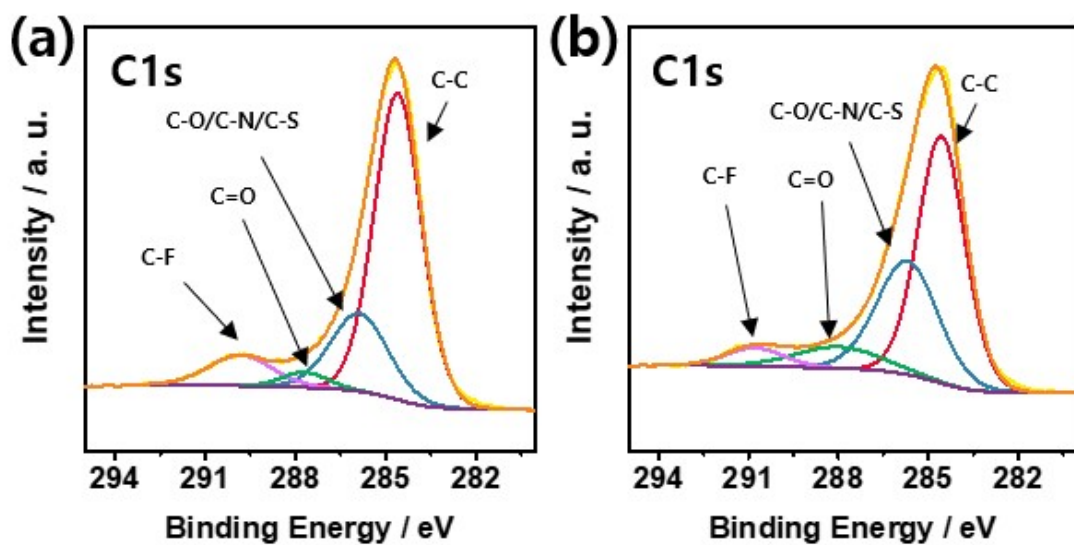 (a)
C1s
C-C
C-O/C-N/C-S
C=O
C-F
Intensity / a. u.
294 291 288 285 282
Binding Energy / eV
(b)
C1s
C-C
C-O/C-N/C-S
C-F
C=O
Intensity / a. u.
294 291 288 285 282
Binding Energy / eV